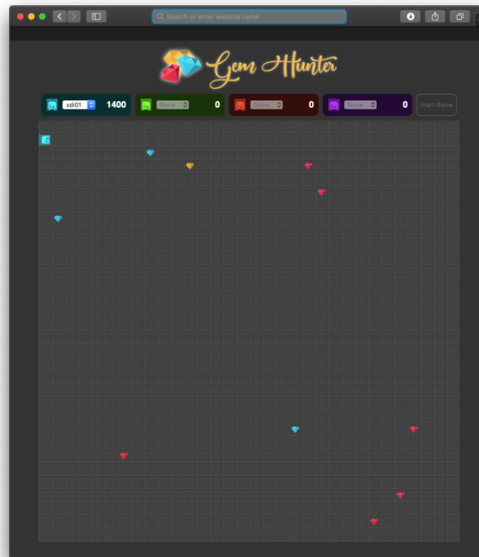 Search or enter website name
Gem Hunter
sdi01 1400 None 0 None 0 None 0 Start Game